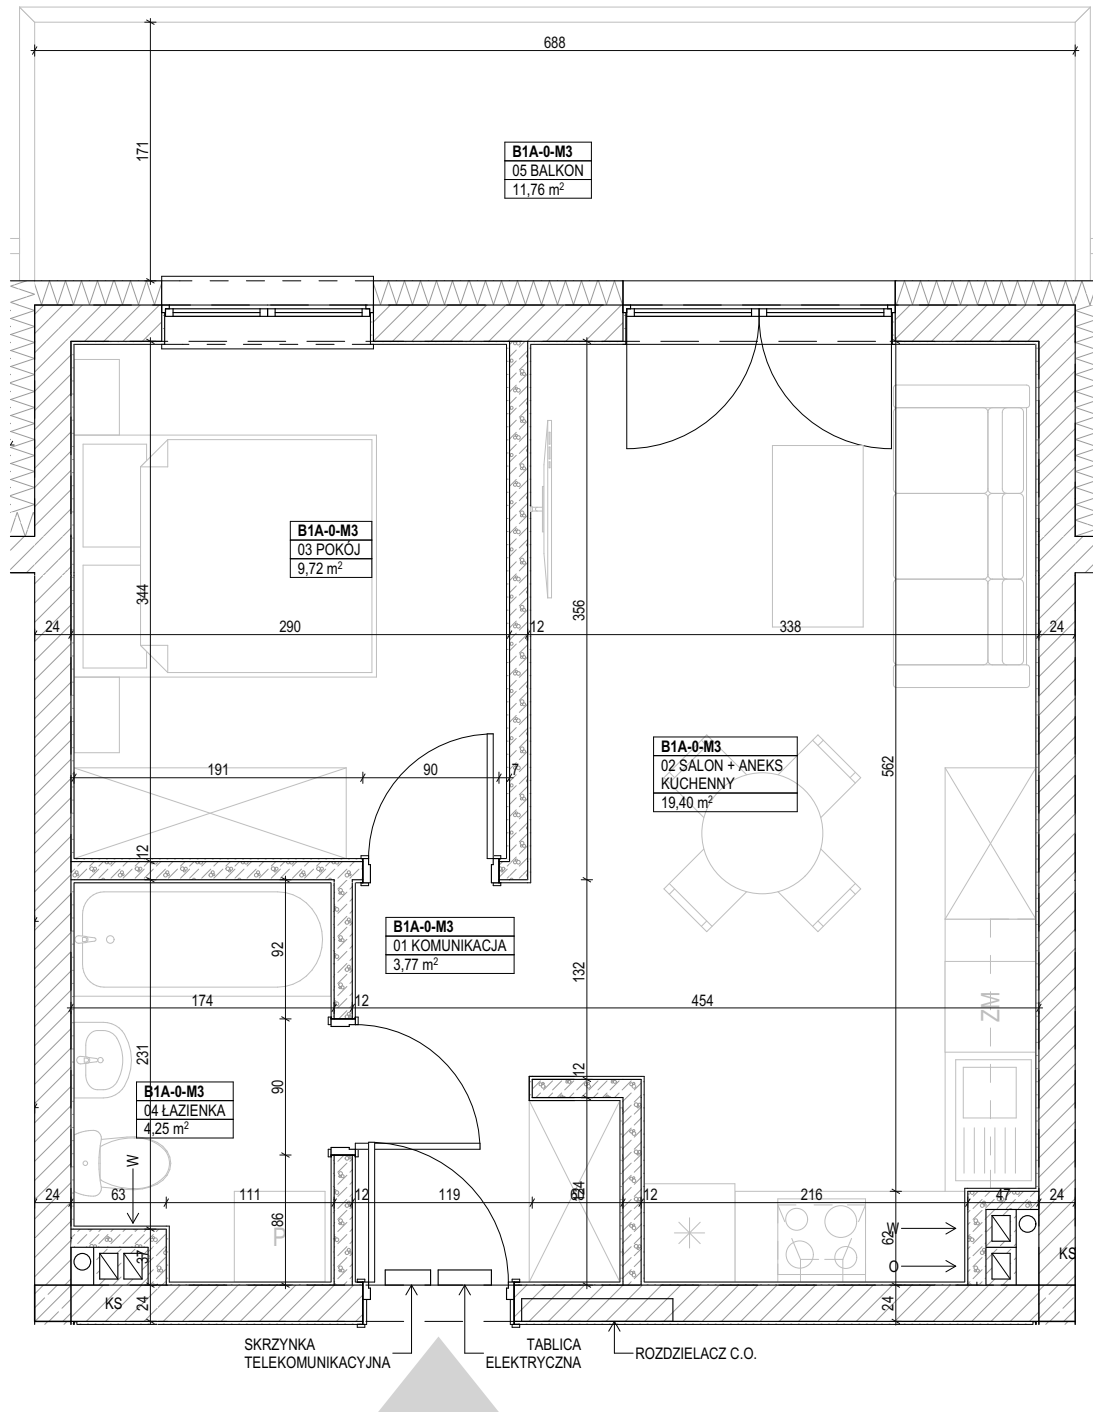 688
171
B1A-0-M3
05 BALKON
11,76 m²
B1A-0-M3
03 POKÓJ
9,72 m²
344
356
24
290
12
338
24
191
90
7
562
B1A-0-M3
02 SALON + ANEKS
KUCHENNY
19,40 m²
12
B1A-0-M3
01 KOMUNIKACJA
3,77 m²
92
132
174
12
454
ZM
231
90
12
B1A-0-M3
04 ŁAZIENKA
4,25 m²
W
24
63
111
12
119
60
12
216
47
24
86
P
37
62
W
O
KS
KS
24
24
SKRZYNKA
TELEKOMUNIKACYJNA
TABLICA
ELEKTRYCZNA
ROZDZIELACZ C.O.